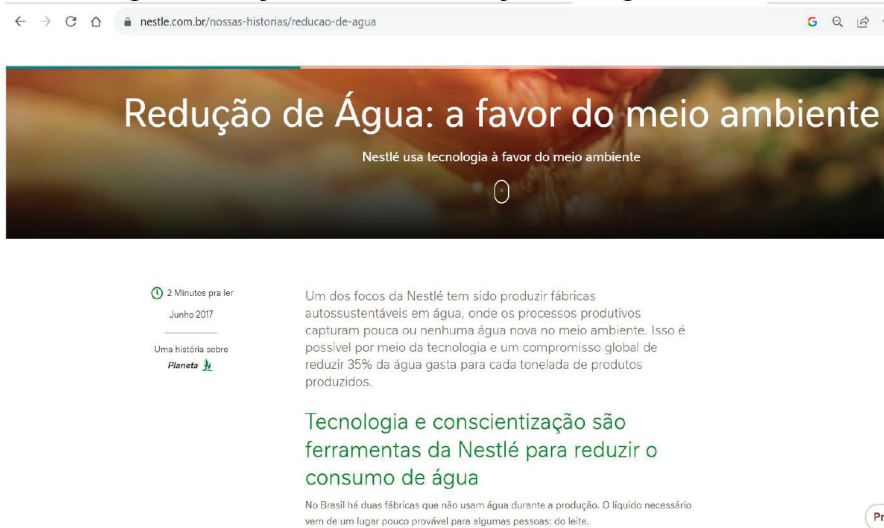 nestle.com.br/nossas-historias/reducao-de-agua
Redução de Água: a favor do meio ambiente
Nestlé usa tecnologia à favor do meio ambiente
2 Minutos pra ler
Junho 2017
Uma história sobre
Planeta
Um dos focos da Nestlé tem sido produzir fábricas
autossustentáveis em água, onde os processos produtivos
capturam pouca ou nenhuma água nova no meio ambiente. Isso é
possível por meio da tecnologia e um compromisso global de
reduzir 35% da água gasta para cada tonelada de produtos
produzidos.
Tecnologia e conscientização são
ferramentas da Nestlé para reduzir o
consumo de água
No Brasil há duas fábricas que não usam água durante a produção. O líquido necessário
vem de um lugar pouco provável para algumas pessoas: do leite.